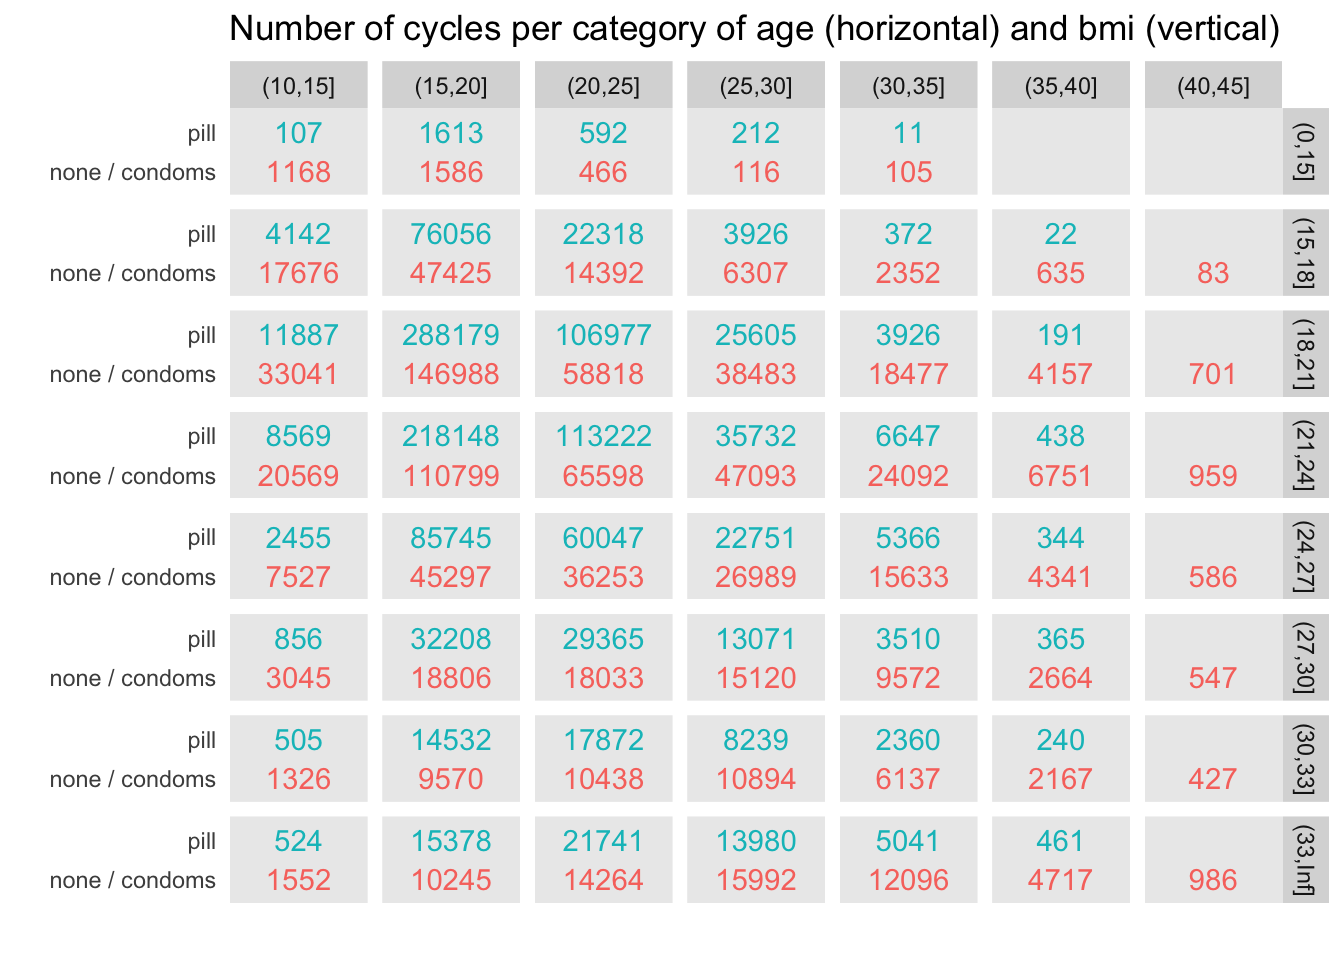 Number of cycles per category of age (horizontal) and bmi (vertical)
(10,15] (15,20] (20,25] (25,30] (30,35] (35,40] (40,45]
pill 107 1613 592 212 11
none / condoms 1168 1586 466 116 105
(0,15]
pill 4142 76056 22318 3926 372 22
none / condoms 17676 47425 14392 6307 2352 635 83
(15,18]
pill 11887 288179 106977 25605 3926 191
none / condoms 33041 146988 58818 38483 18477 4157 701
(18,21]
pill 8569 218148 113222 35732 6647 438
none / condoms 20569 110799 65598 47093 24092 6751 959
(21,24]
pill 2455 85745 60047 22751 5366 344
none / condoms 7527 45297 36253 26989 15633 4341 586
(24,27]
pill 856 32208 29365 13071 3510 365
none / condoms 3045 18806 18033 15120 9572 2664 547
(27,30]
pill 505 14532 17872 8239 2360 240
none / condoms 1326 9570 10438 10894 6137 2167 427
(30,33]
pill 524 15378 21741 13980 5041 461
none / condoms 1552 10245 14264 15992 12096 4717 986
(33,Inf]